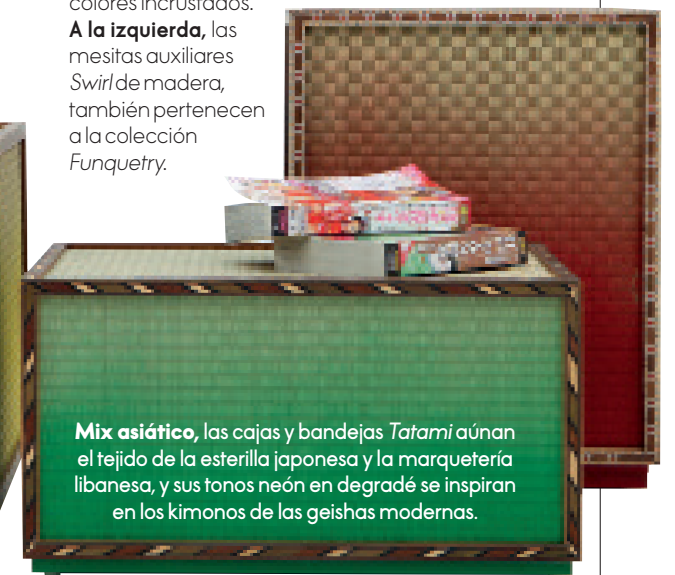 colores incrustados.
A la izquierda, las
mesitas auxiliares
Swirl de madera,
también pertenecen
a la colección
Funquetry.
Mix asiático, las cajas y bandejas Tatami aúnan
el tejido de la esterilla japonesa y la marquetería
libanesa, y sus tonos neón en degradé se inspiran
en los kimonos de las geishas modernas.